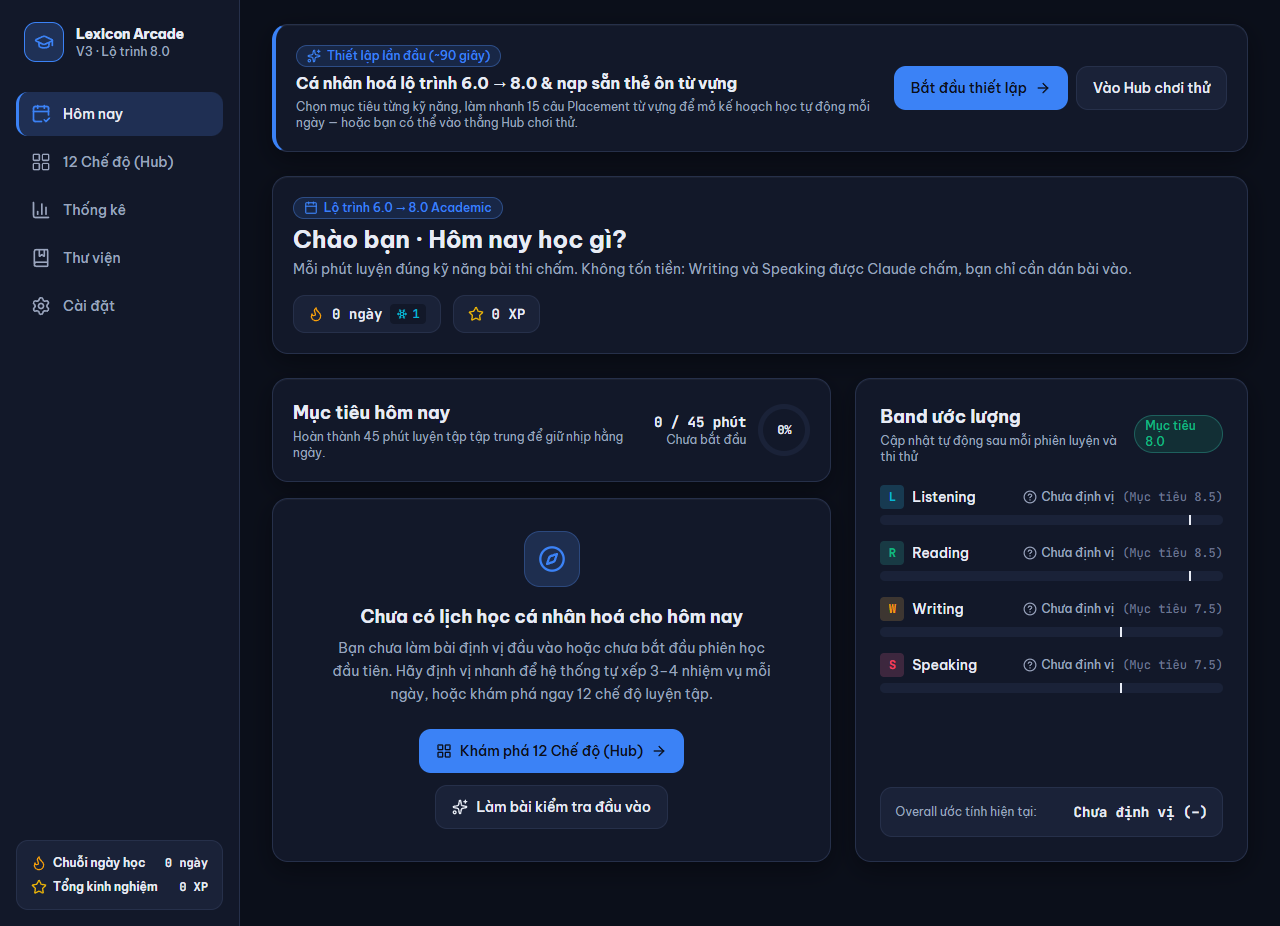 Lexicon Arcade
V3 · Lộ trình 8.0
Hôm nay
12 Chế độ (Hub)
Thống kê
Thư viện
Cài đặt
Chuỗi ngày học 0 ngày
Tổng kinh nghiệm 0 XP
Thiết lập lần đầu (~90 giây)
Cá nhân hoá lộ trình 6.0 → 8.0 & nạp sẵn thẻ ôn từ vựng
Chọn mục tiêu từng kỹ năng, làm nhanh 15 câu Placement từ vựng để mở kế hoạch học tự động mỗi
ngày — hoặc bạn có thể vào thẳng Hub chơi thử.
Bắt đầu thiết lập →
Vào Hub chơi thử
Lộ trình 6.0 → 8.0 Academic
Chào bạn · Hôm nay học gì?
Mỗi phút luyện đúng kỹ năng bài thi chấm. Không tốn tiền: Writing và Speaking được Claude chấm, bạn chỉ cần dán bài vào.
0 ngày 1
0 XP
Mục tiêu hôm nay
Hoàn thành 45 phút luyện tập tập trung để giữ nhịp hằng
ngày.
0 / 45 phút
Chưa bắt đầu
0%
Chưa có lịch học cá nhân hoá cho hôm nay
Bạn chưa làm bài định vị đầu vào hoặc chưa bắt đầu phiên học
đầu tiên. Hãy định vị nhanh để hệ thống tự xếp 3–4 nhiệm vụ mỗi
ngày, hoặc khám phá ngay 12 chế độ luyện tập.
Khám phá 12 Chế độ (Hub) →
Làm bài kiểm tra đầu vào
Band ước lượng
Cập nhật tự động sau mỗi phiên luyện và
thi thử
Mục tiêu
8.0
L Listening Chưa định vị (Mục tiêu 8.5)
R Reading Chưa định vị (Mục tiêu 8.5)
W Writing Chưa định vị (Mục tiêu 7.5)
S Speaking Chưa định vị (Mục tiêu 7.5)
Overall ước tính hiện tại: Chưa định vị (–)